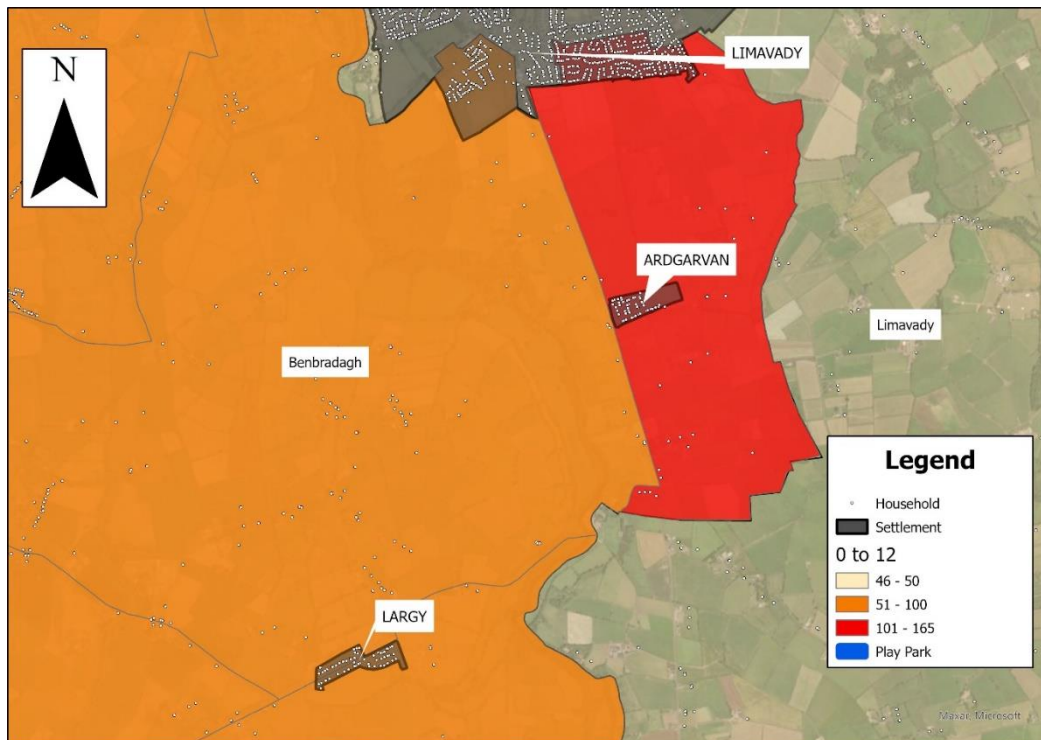 N
LIMAVADY
ARDGARVAN
Limavady
Benbradagh
LARGY
Legend
Household
Settlement
0 to 12
46 - 50
51 - 100
101 - 165
Play Park
Maxar, Microsoft